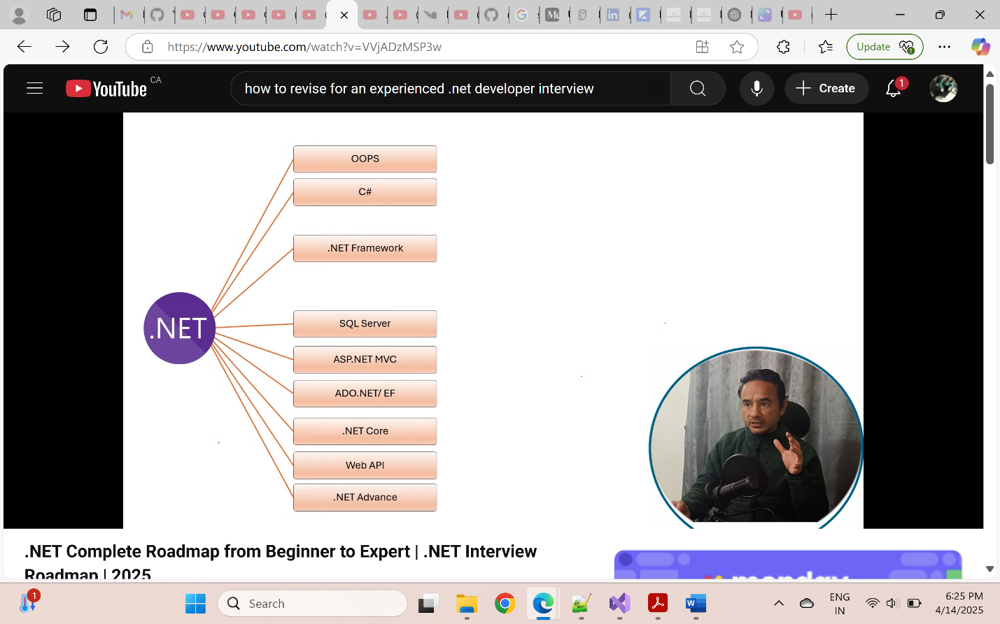 https://www.youtube.com/watch?v=VVjADzMSP3w
Update
YouTube CA
how to revise for an experienced .net developer interview
Create
1
OOPS
C#
.NET Framework
.NET
SQL Server
ASP.NET MVC
ADO.NET/ EF
.NET Core
Web API
.NET Advance
.NET Complete Roadmap from Beginner to Expert | .NET Interview
Roadmap | 2025
monday
1
Search
ENG
IN
6:25 PM
4/14/2025